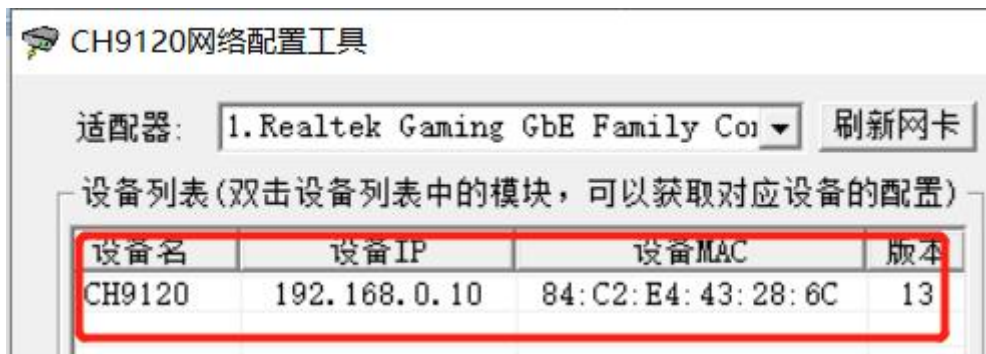 CH9120网络配置工具
适配器: 1.Realtek Gaming GbE Family Co 刷新网卡
设备列表(双击设备列表中的模块，可以获取对应设备的配置)
设备名 设备IP 设备MAC 版本
CH9120 192.168.0.10 84:C2:E4:43:28:6C 13